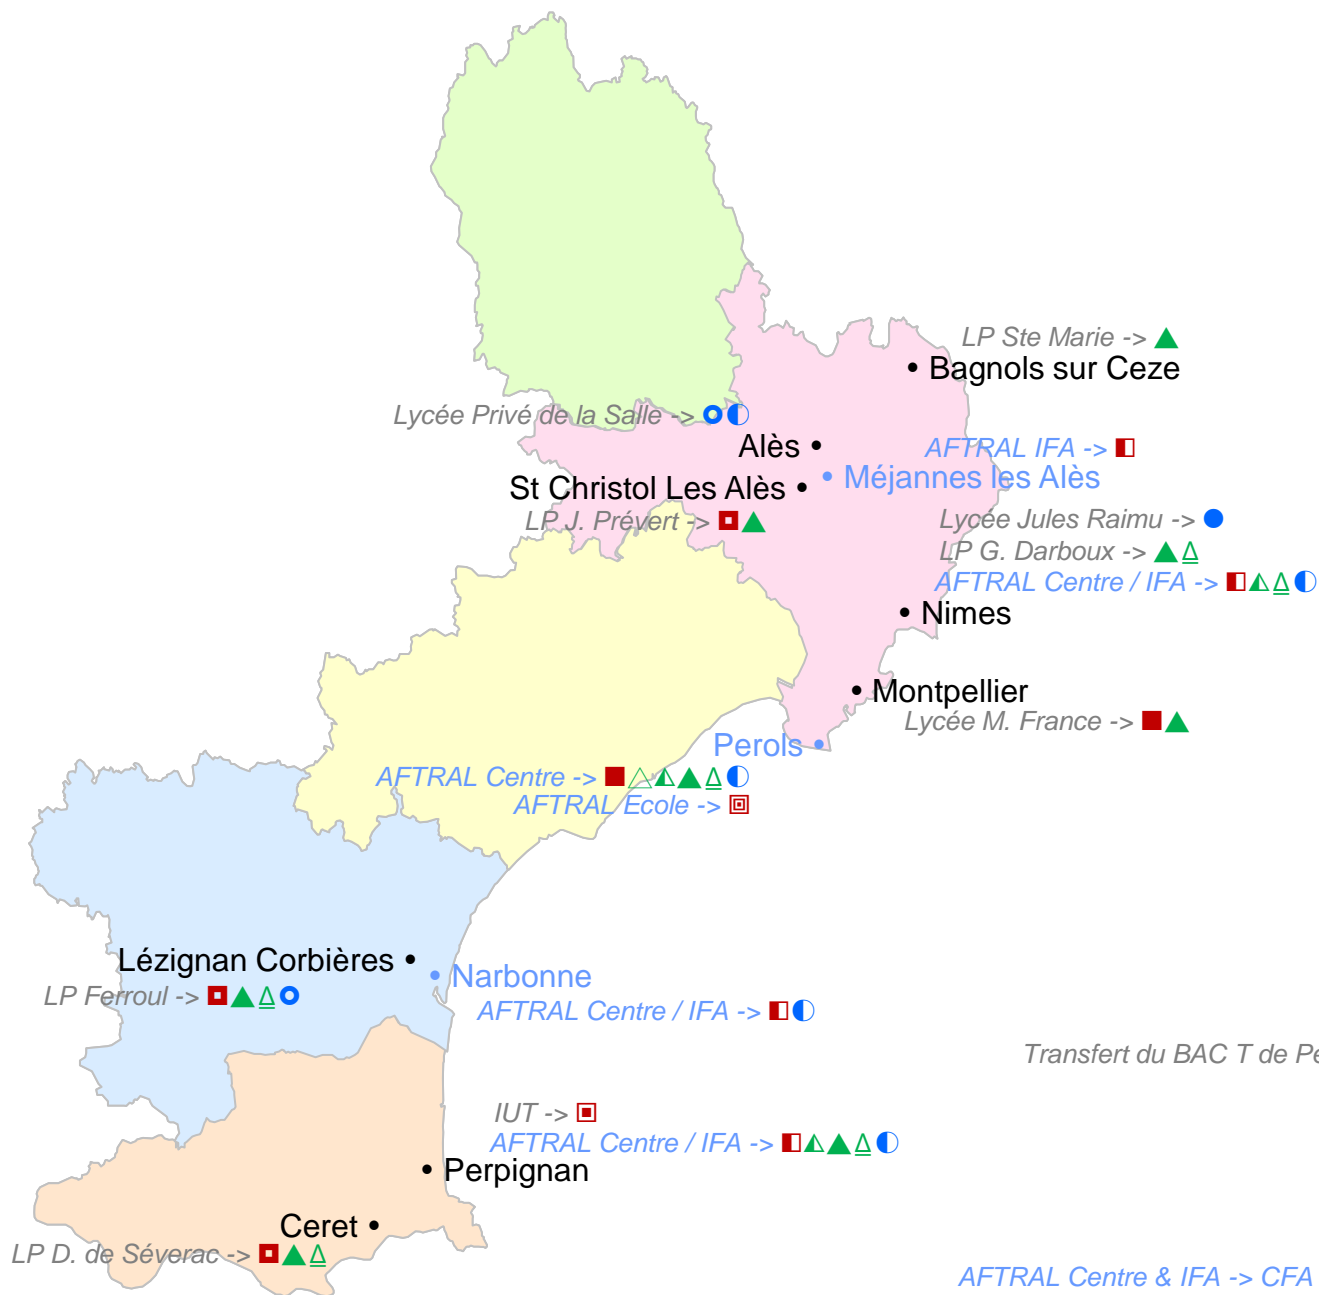 LP Ste Marie ->
• Bagnols sur Ceze
Lycée Privé de la Salle ->
Alès •
AFTRAL IFA ->
• Méjannes les Alès
St Christol Les Alès •
LP J. Prévert ->
Lycée Jules Raimu ->
LP G. Darboux ->
AFTRAL Centre / IFA ->
• Nimes
• Montpellier
Lycée M. France ->
Perols •
AFTRAL Centre ->
AFTRAL Ecole ->
Lézignan Corbières •
• Narbonne
LP Ferroul ->
AFTRAL Centre / IFA ->
Transfert du BAC T de
IUT ->
AFTRAL Centre / IFA ->
• Perpignan
Ceret •
LP D. de Séverac ->
AFTRAL Centre & IFA -> CFA